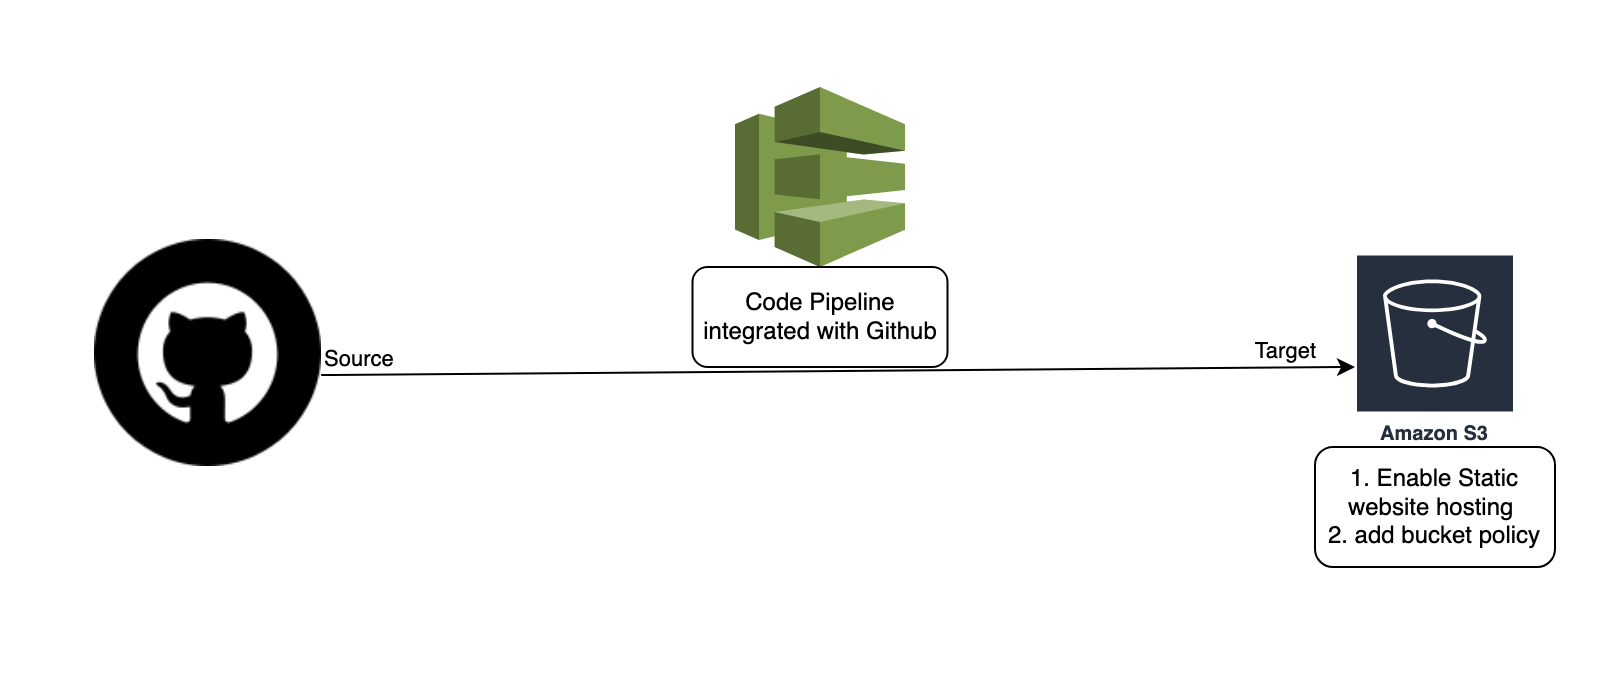 Code Pipeline
integrated with Github
Source
Target
Amazon S3
1. Enable Static
website hosting
2. add bucket policy